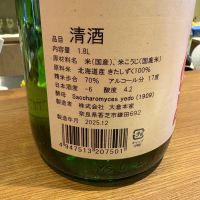 品目 清酒
内容量 1.8L
原材料 米(国産)、米こうじ(国産米)
原料米 北海道産きたしずく100%
精米歩合 70% アルコール分 17度
日本酒度 -6 酸度 4.2
酵母 Saccharomyces yedo (1909)
製造者 株式会社 大倉本家
奈良県香芝市鎌田692
製造年月 2025.12
4 947513 207501